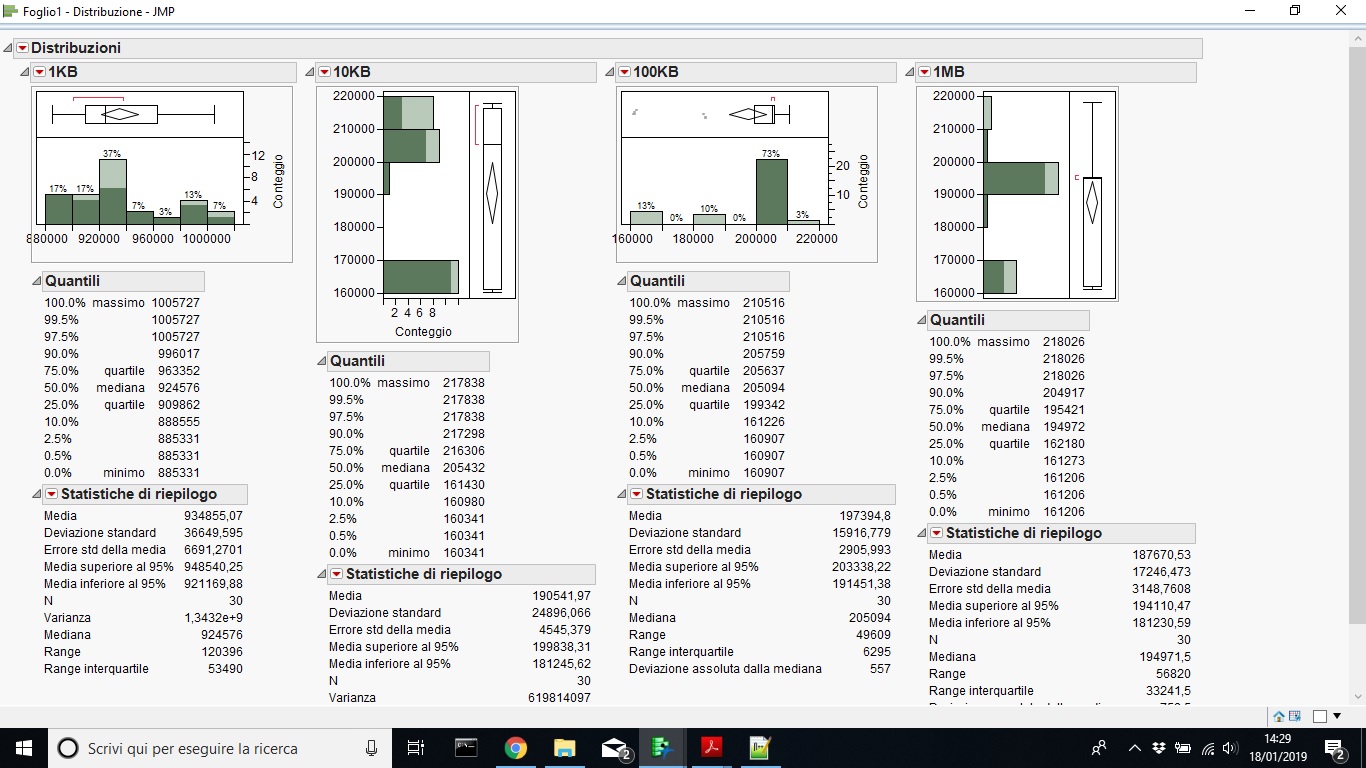 Foglio1 - Distribuzione - JMP
Distribuzioni
1KB
37%
17%
17%
7%
3%
13%
7%
12
8
4
Conteggio
880000 920000 960000 1000000
Quantili
100.0% massimo 1005727
99.5% 1005727
97.5% 1005727
90.0% 996017
75.0% quartile 963352
50.0% mediana 924576
25.0% quartile 909862
10.0% 888555
2.5% 885331
0.5% 885331
0.0% minimo 885331
Statistiche di riepilogo
Media 934855,07
Deviazione standard 36649,595
Errore std della media 6691,2701
Media superiore al 95% 948540,25
Media inferiore al 95% 921169,88
N 30
Varianza 1,3432e+9
Mediana 924576
Range 120396
Range interquartile 53490
10KB
220000
210000
200000
190000
180000
170000
160000
2 4 6 8
Conteggio
Quantili
100.0% massimo 217838
99.5% 217838
97.5% 217838
90.0% 217298
75.0% quartile 216306
50.0% mediana 205432
25.0% quartile 161430
10.0% 160980
2.5% 160341
0.5% 160341
0.0% minimo 160341
Statistiche di riepilogo
Media 190541,97
Deviazione standard 24896,066
Errore std della media 4545,379
Media superiore al 95% 199838,31
Media inferiore al 95% 181245,62
N 30
Varianza 619814097
100KB
73%
13%
0%
10%
0%
3%
20
10
Conteggio
160000 180000 200000 220000
Quantili
100.0% massimo 210516
99.5% 210516
97.5% 210516
90.0% 205759
75.0% quartile 205637
50.0% mediana 205094
25.0% quartile 199342
10.0% 161226
2.5% 160907
0.5% 160907
0.0% minimo 160907
Statistiche di riepilogo
Media 197394,8
Deviazione standard 15916,779
Errore std della media 2905,993
Media superiore al 95% 203338,22
Media inferiore al 95% 191451,38
N 30
Mediana 205094
Range 49609
Range interquartile 6295
Deviazione assoluta dalla mediana 557
1MB
220000
210000
200000
190000
180000
170000
160000
Quantili
100.0% massimo 218026
99.5% 218026
97.5% 218026
90.0% 204917
75.0% quartile 195421
50.0% mediana 194972
25.0% quartile 162180
10.0% 161273
2.5% 161206
0.5% 161206
0.0% minimo 161206
Statistiche di riepilogo
Media 187670,53
Deviazione standard 17246,473
Errore std della media 3148,7608
Media superiore al 95% 194110,47
Media inferiore al 95% 181230,59
N 30
Mediana 194971,5
Range 56820
Range interquartile 33241,5
Scrivi qui per eseguire la ricerca
2
14:29
18/01/2019
2